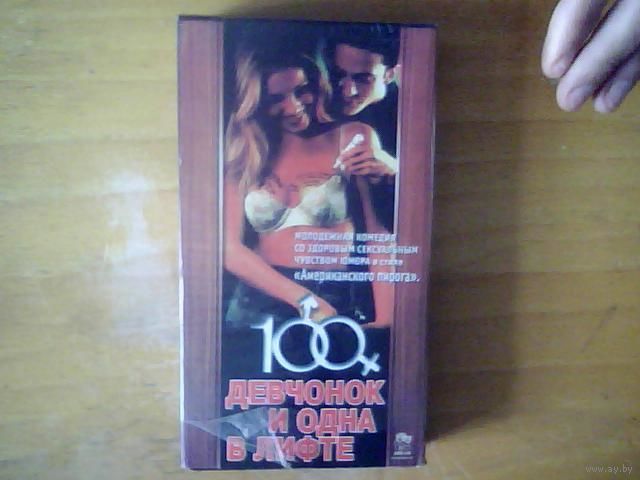 МОЛОДЕЖНАЯ КОМЕДИЯ
СО ЗДОРОВЫМ СЕКСУАЛЬНЫМ
ЧУВСТВОМ ЮМОРА в стиле
«Американского пирога».
100
ДЕВЧОНОК
И ОДНА
В ЛИФТЕ
www.ay.by